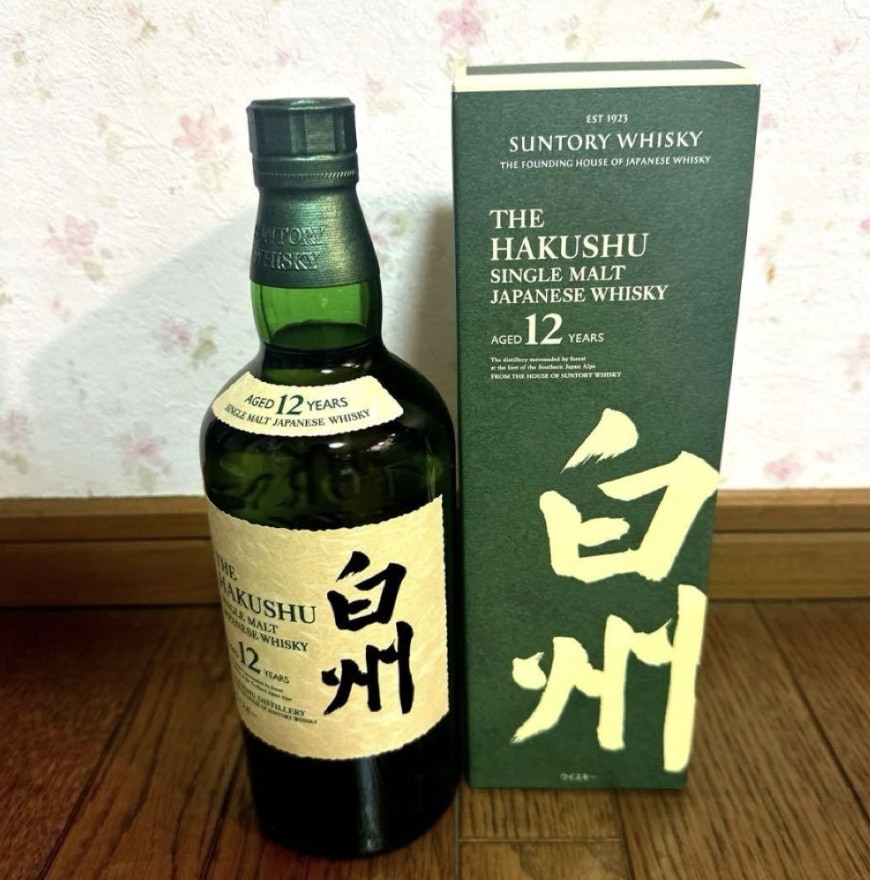 SUNTORY
WHISKY
AGED 12 YEARS
SINGLE MALT JAPANESE WHISKY
THE
HAKUSHU
SINGLE MALT
JAPANESE WHISKY
12 YEARS
DISTILLERY
白州
EST 1923
SUNTORY WHISKY
THE FOUNDING HOUSE OF JAPANESE WHISKY
THE
HAKUSHU
SINGLE MALT
JAPANESE WHISKY
AGED 12 YEARS
The distillery surrounded by forest
at the foot of the Southern Japan Alps
FROM THE HOUSE OF SUNTORY WHISKY
白州
ウイスキー